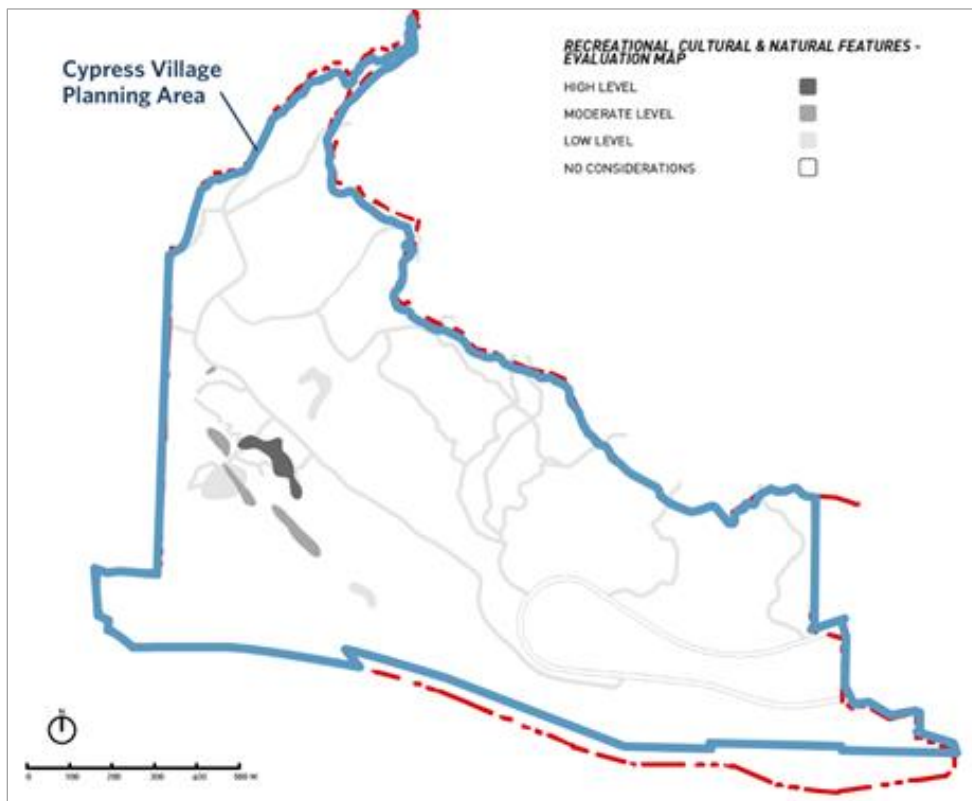 Cypress Village
Planning Area
RECREATIONAL, CULTURAL & NATURAL FEATURES -
EVALUATION MAP
HIGH LEVEL
MODERATE LEVEL
LOW LEVEL
NO CONSIDERATIONS
N
0 100 200 300 400 500 M